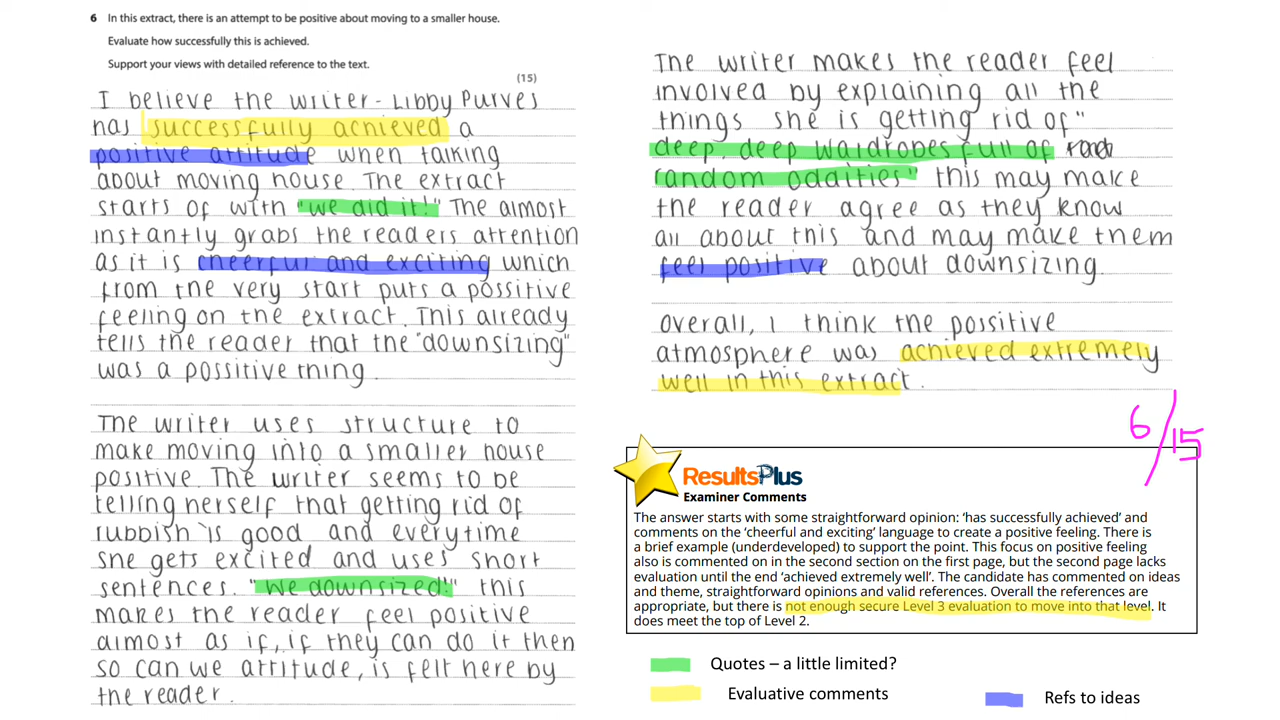 6 In this extract, there is an attempt to be positive about moving to a smaller house.
Evaluate how successfully this is achieved.
Support your views with detailed reference to the text.
(15)
I believe the writer - Libby Purves
has successfully achieved a
positive attitude when talking
about moving house. The extract
starts of with "we did it!" The almost
instantly grabs the readers attention
as it is cheerful and exciting which
from the very start puts a possitive
feeling on the extract. This already
tells the reader that the "downsizing"
was a possitive thing.
The writer uses structure to
make moving into a smaller house
positive. The writer seems to be
telling herself that getting rid of
rubbish is good and everytime
she gets excited and uses short
sentences. "We downsized!" this
makes the reader feel positive
almost as if, if they can do it then
so can we attitude, is felt here by
the reader.
The writer makes the reader feel
involved by explaining all the
things she is getting rid of "
deep, deep wardrobes full of
random oddities" this may make
the reader agree as they know
all about this and may make them
feel positive about downsizing.
Overall, I think the possitive
atmosphere was achieved extremely
well in this extract.
6/15
ResultsPlus
Examiner Comments
The answer starts with some straightforward opinion: 'has successfully achieved' and
comments on the 'cheerful and exciting' language to create a positive feeling. There is
a brief example (underdeveloped) to support the point. This focus on positive feeling
also is commented on in the second section on the first page, but the second page lacks
evaluation until the end 'achieved extremely well'. The candidate has commented on ideas
and theme, straightforward opinions and valid references. Overall the references are
appropriate, but there is not enough secure Level 3 evaluation to move into that level. It
does meet the top of Level 2.
Quotes – a little limited?
Evaluative comments
Refs to ideas